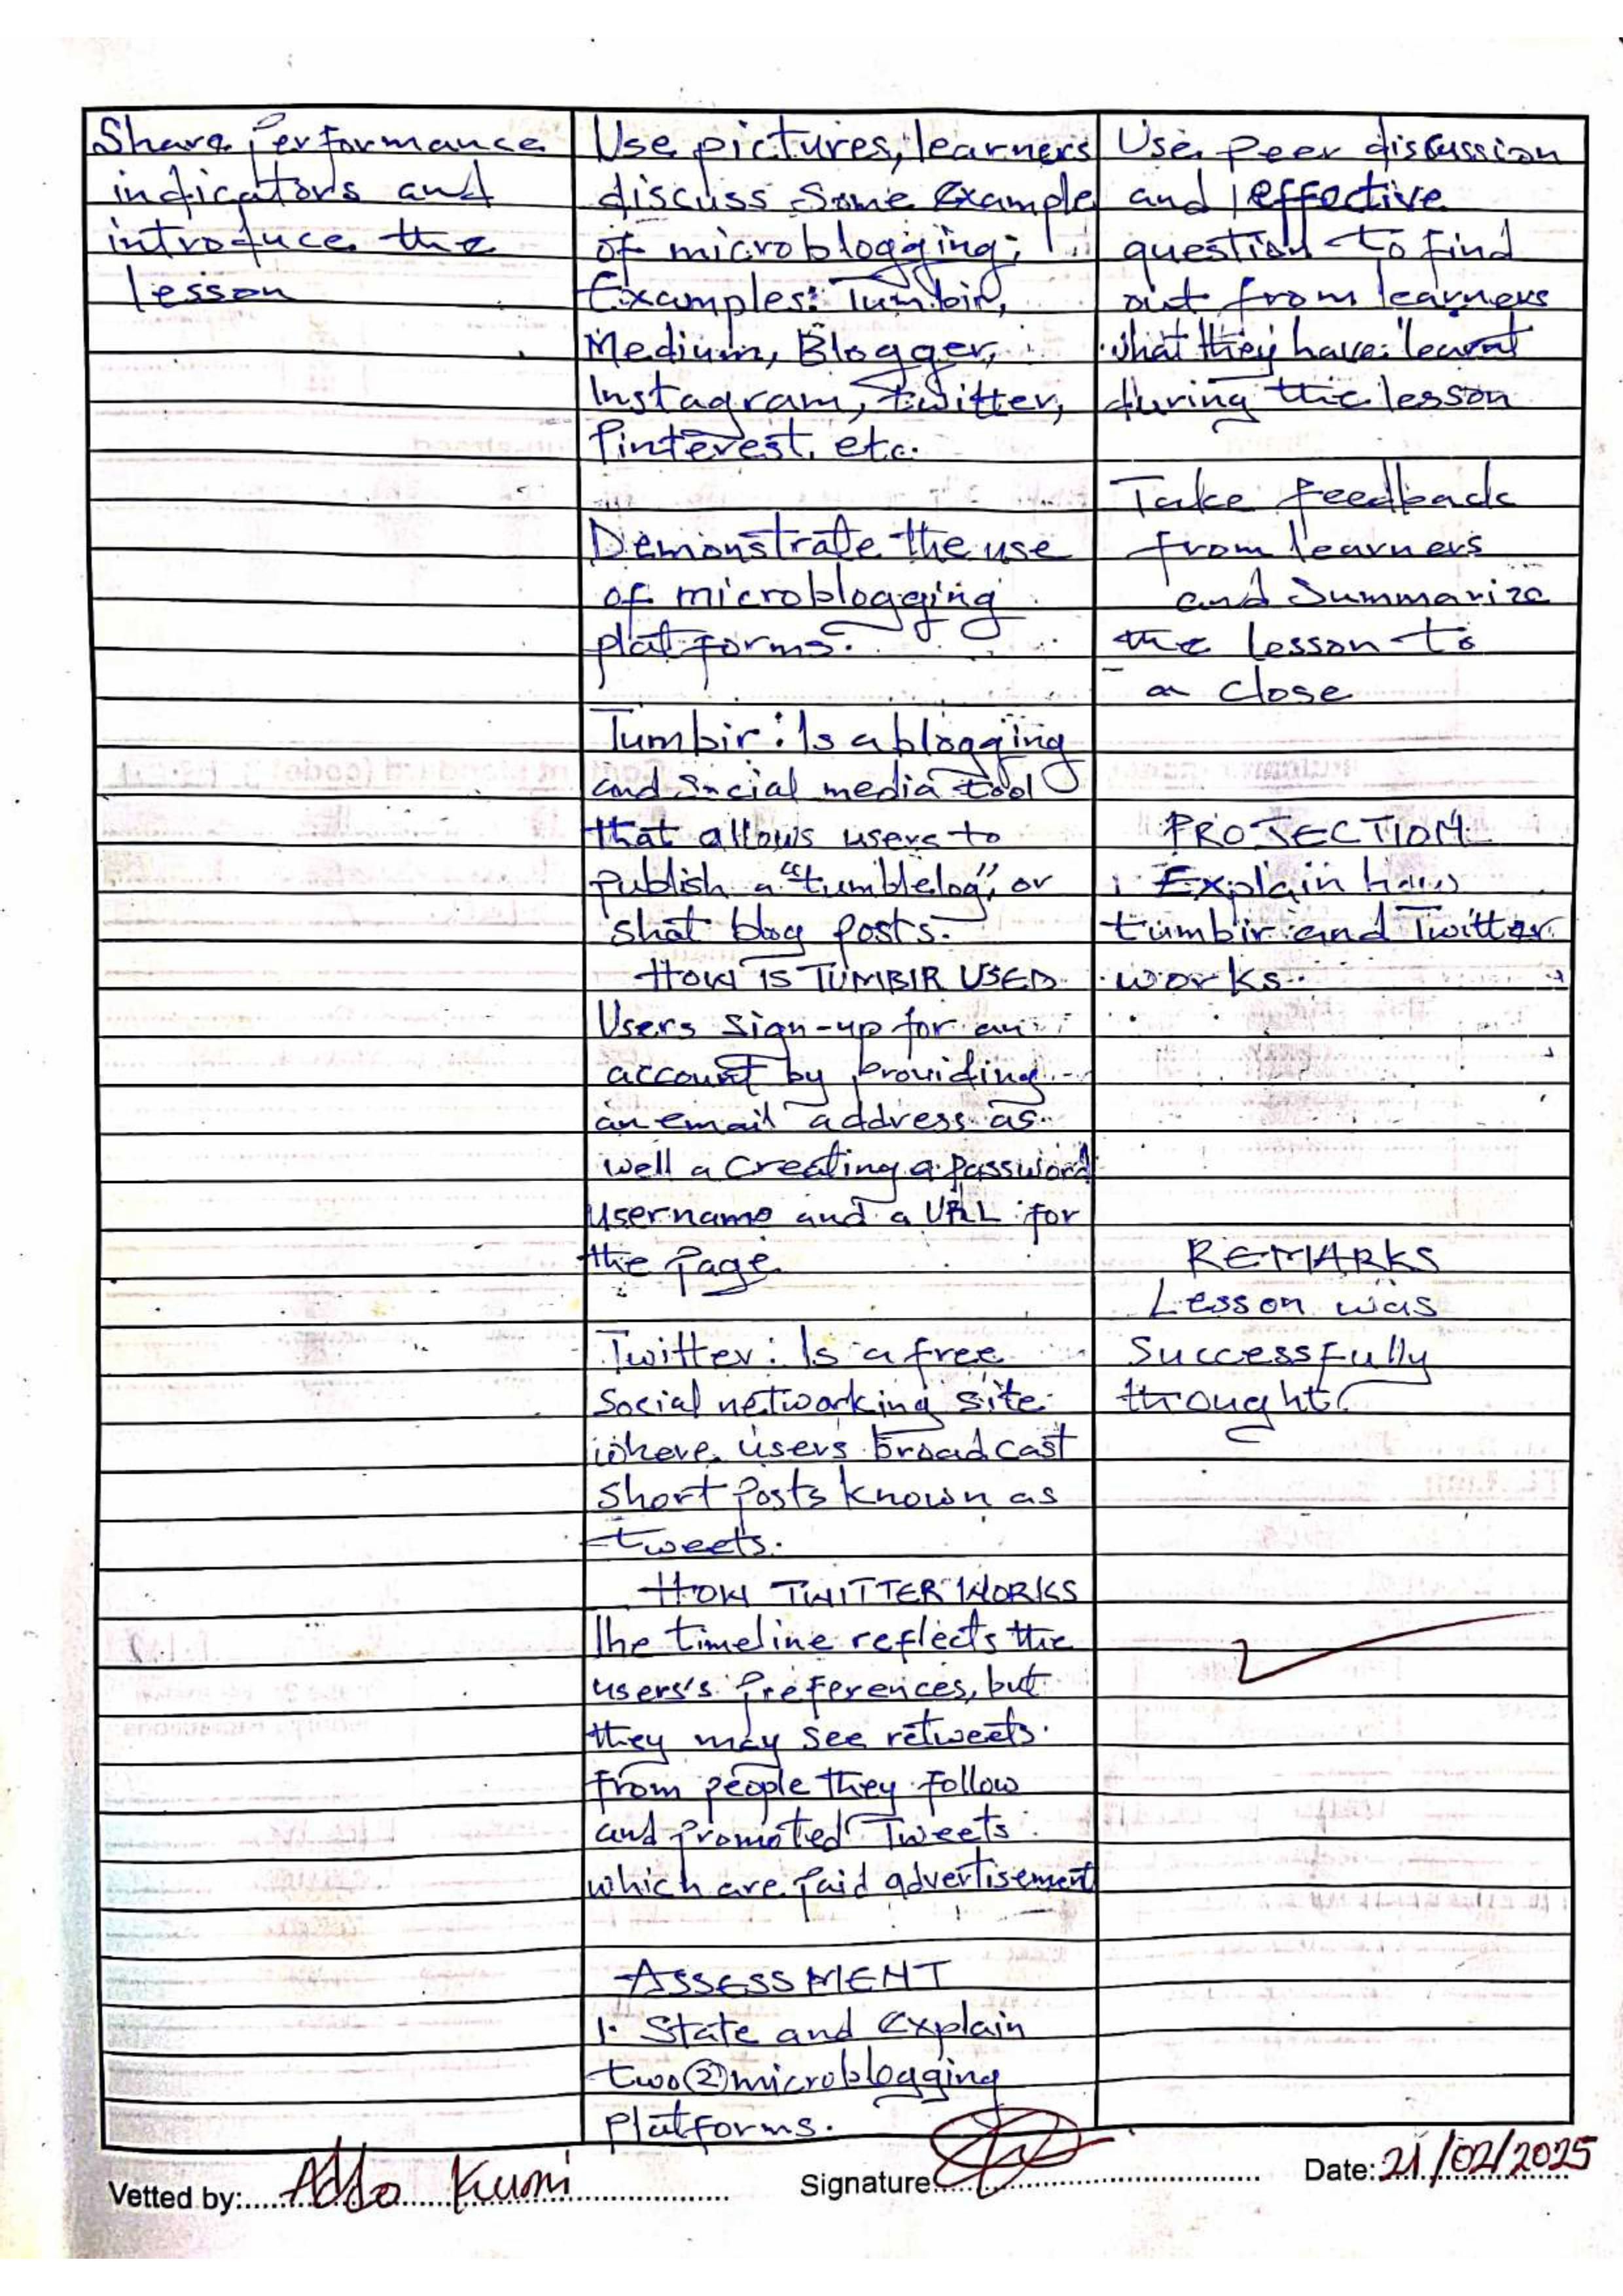 Share performance
indicators and
introduce the
lesson
Use pictures, learners
discuss some example
of microblogging;
Examples: Tumbir,
Medium, Blogger,
Instagram, twitter,
Pinterest, etc.
Demonstrate the use
of microblogging
platforms.
Tumbir: Is a blogging
and social media tool
that allows users to
publish a "tumblelog", or
shot blog posts.
HOW IS TUMBIR USED
Users sign-up for an
account by providing
an email address as
well a creating a password
username and a URL for
the page
Twitter: Is a free
Social networking site
where users broadcast
short posts known as
tweets.
HOW TWITTER WORKS
The timeline reflects the
users's preferences, but
they may see retweets
from people they follow
and promoted Tweets
which are paid advertisement
ASSESSMENT
1. State and Explain
two (2) microblogging
platforms.
Use peer discussion
and effective
question to find
out from learners
what they have learnt
during the lesson
Take feedback
from learners
and Summarize
the lesson to
a close
PROJECTION
1 Explain how
tumbir and Twitter
works.
REMARKS
Lesson was
Successfully
thought
Vetted by: Addo Kumi
Signature
Date: 21/02/2025